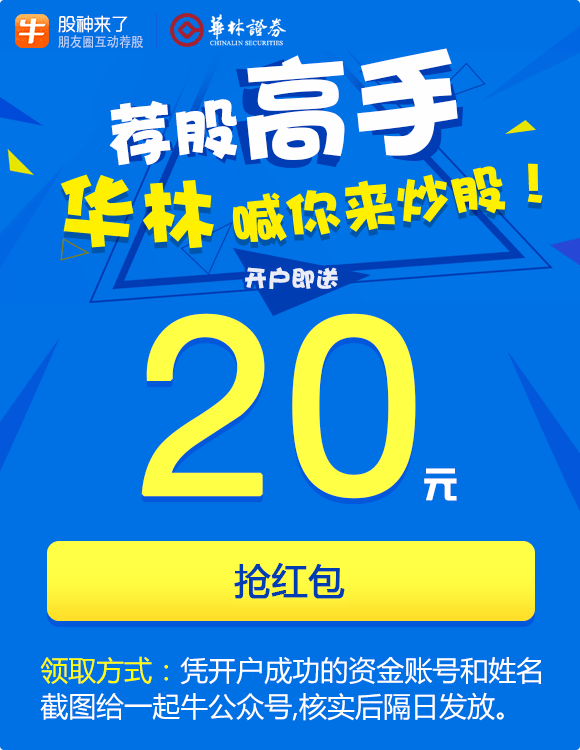 牛 股神来了
朋友圈互动荐股
華林證券
CHINALIN SECURITIES
荐股高手
华林喊你来炒股！
开户即送
20元
抢红包
领取方式：凭开户成功的资金账号和姓名
截图给一起牛公众号,核实后隔日发放。